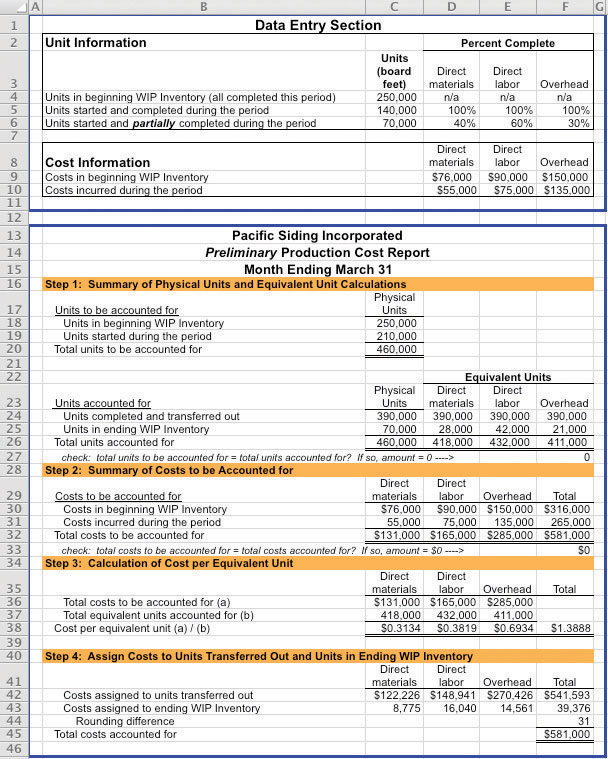 A B C D E F G
1 Data Entry Section
2 Unit Information Percent Complete
Units
(board Direct Direct
3 feet) materials labor Overhead
4 Units in beginning WIP Inventory (all completed this period) 250,000 n/a n/a n/a
5 Units started and completed during the period 140,000 100% 100% 100%
6 Units started and partially completed during the period 70,000 40% 60% 30%
7
Direct Direct
8 Cost Information materials labor Overhead
9 Costs in beginning WIP Inventory $76,000 $90,000 $150,000
10 Costs incurred during the period $55,000 $75,000 $135,000
11
12
13 Pacific Siding Incorporated
14 Preliminary Production Cost Report
15 Month Ending March 31
16 Step 1: Summary of Physical Units and Equivalent Unit Calculations
Physical
17 Units to be accounted for Units
18 Units in beginning WIP Inventory 250,000
19 Units started during the period 210,000
20 Total units to be accounted for 460,000
21
22 Equivalent Units
Physical Direct Direct
23 Units accounted for Units materials labor Overhead
24 Units completed and transferred out 390,000 390,000 390,000 390,000
25 Units in ending WIP Inventory 70,000 28,000 42,000 21,000
26 Total units accounted for 460,000 418,000 432,000 411,000
27 check: total units to be accounted for = total units accounted for? If so, amount = 0 ----> 0
28 Step 2: Summary of Costs to be Accounted for
Direct Direct
29 Costs to be accounted for materials labor Overhead Total
30 Costs in beginning WIP Inventory $76,000 $90,000 $150,000 $316,000
31 Costs incurred during the period 55,000 75,000 135,000 265,000
32 Total costs to be accounted for $131,000 $165,000 $285,000 $581,000
33 check: total costs to be accounted for = total costs accounted for? If so, amount = $0 ----> $0
34 Step 3: Calculation of Cost per Equivalent Unit
Direct Direct
35 materials labor Overhead Total
36 Total costs to be accounted for (a) $131,000 $165,000 $285,000
37 Total equivalent units accounted for (b) 418,000 432,000 411,000
38 Cost per equivalent unit (a) / (b) $0.3134 $0.3819 $0.6934 $1.3888
39
40 Step 4: Assign Costs to Units Transferred Out and Units in Ending WIP Inventory
Direct Direct
41 materials labor Overhead Total
42 Costs assigned to units transferred out $122,226 $148,941 $270,426 $541,593
43 Costs assigned to ending WIP Inventory 8,775 16,040 14,561 39,376
44 Rounding difference 31
45 Total costs accounted for $581,000
46